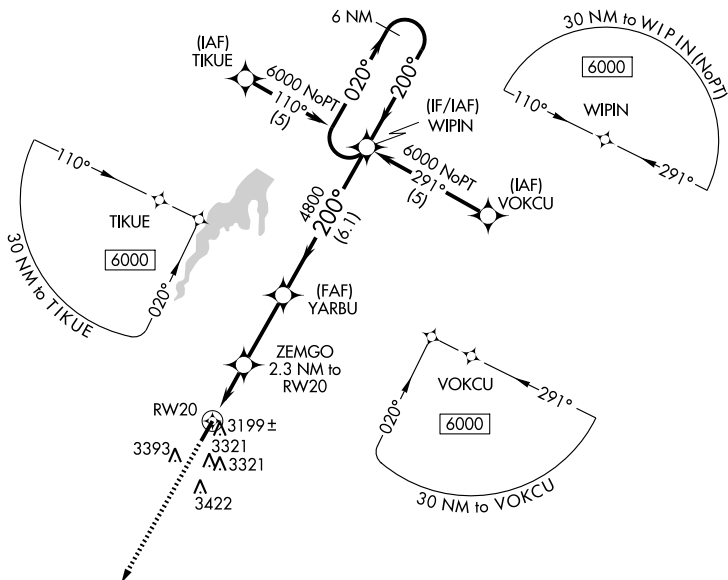 6 NM
(IAF)
TIKUE
6000 NoPT
110°
(5)
020°
200°
(IF/IAF)
WIPIN
6000 NoPT
291°
(5)
(IAF)
VOKCU
30 NM to WIPIN (NoPT)
6000
110°
WIPIN
291°
110°
TIKUE
6000
020°
30 NM to TIKUE
4800
200°
(6.1)
(FAF)
YARBU
ZEMGO
2.3 NM to
RW20
RW20
3199±
3393
3321
3321
3422
VOKCU
020°
6000
291°
30 NM to VOKCU